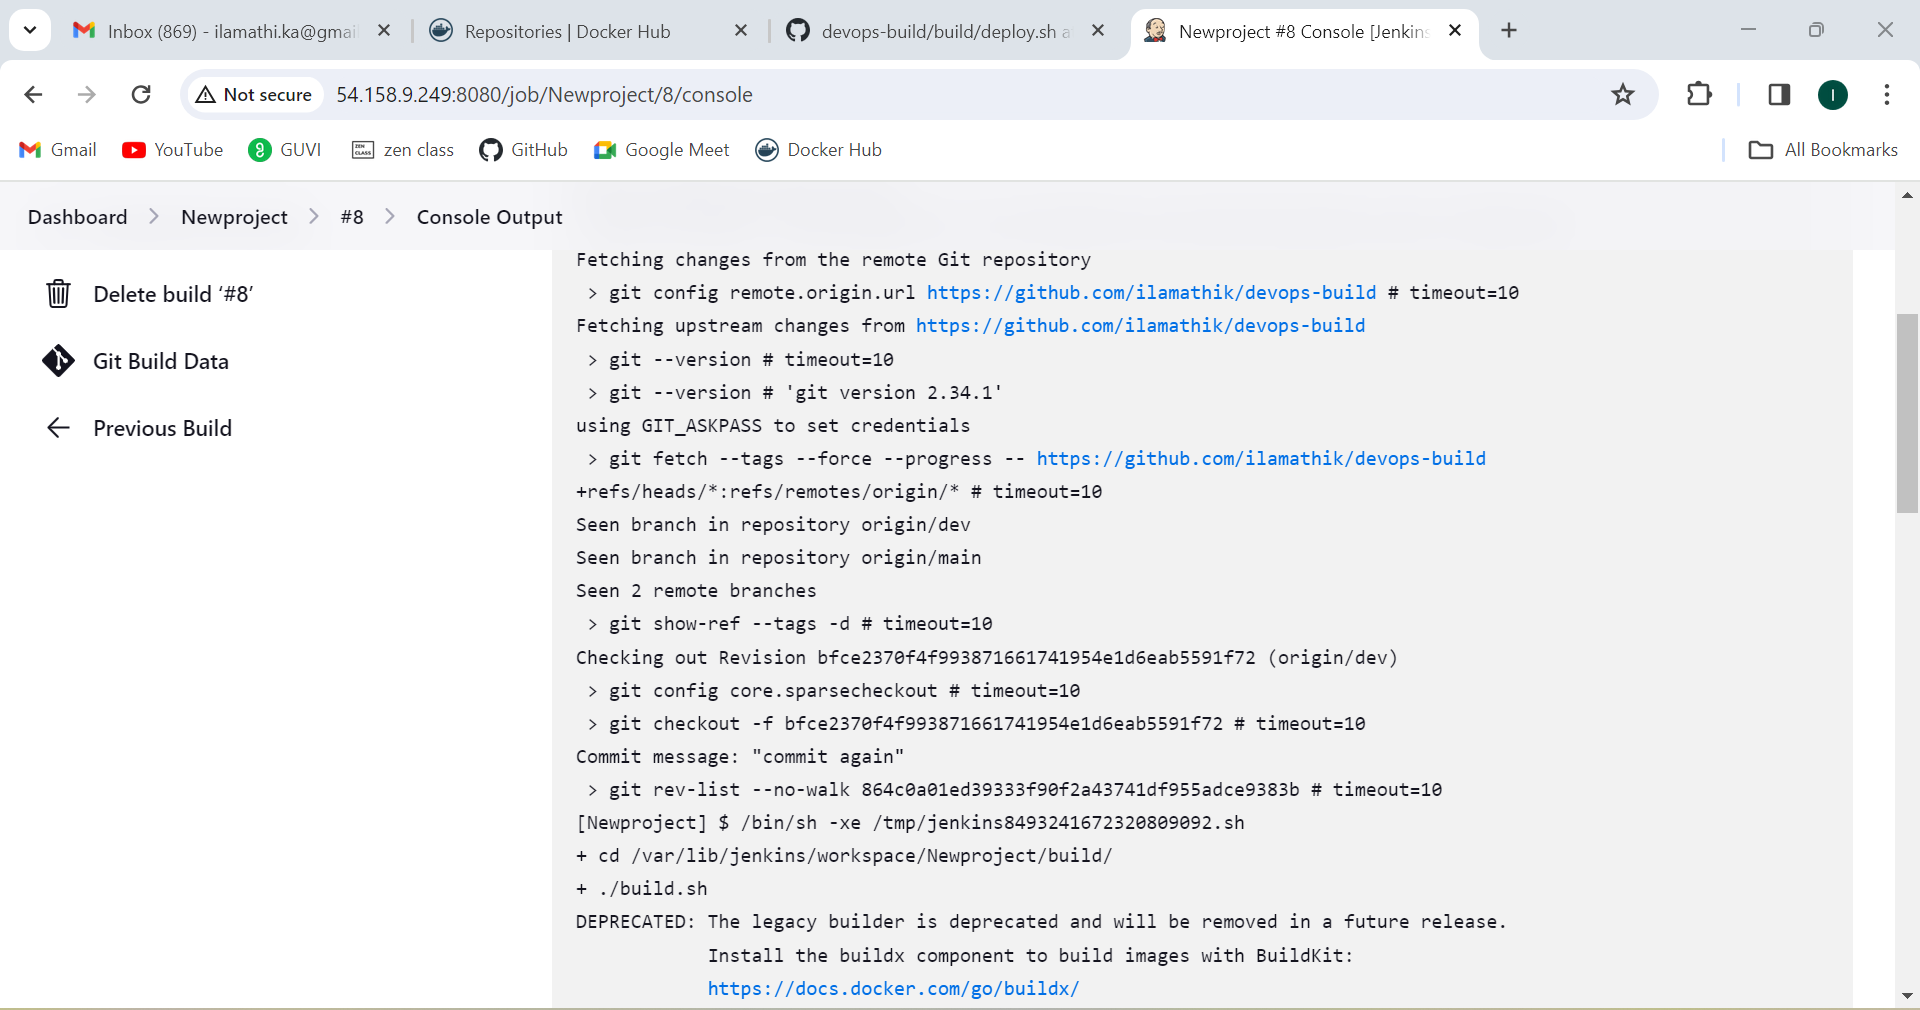 Inbox (869) - ilamathi.ka@gmai
Repositories | Docker Hub
devops-build/build/deploy.sh a
Newproject #8 Console [Jenkins
Not secure
54.158.9.249:8080/job/Newproject/8/console
I
Gmail
YouTube
GUVI
ZEN CLASS
zen class
GitHub
Google Meet
Docker Hub
All Bookmarks
Dashboard
Newproject
#8
Console Output
Delete build ‘#8’
Git Build Data
Previous Build
Fetching changes from the remote Git repository
> git config remote.origin.url https://github.com/ilamathik/devops-build # timeout=10
Fetching upstream changes from https://github.com/ilamathik/devops-build
> git --version # timeout=10
> git --version # 'git version 2.34.1'
using GIT_ASKPASS to set credentials
> git fetch --tags --force --progress -- https://github.com/ilamathik/devops-build
+refs/heads/*:refs/remotes/origin/* # timeout=10
Seen branch in repository origin/dev
Seen branch in repository origin/main
Seen 2 remote branches
> git show-ref --tags -d # timeout=10
Checking out Revision bfce2370f4f993871661741954e1d6eab5591f72 (origin/dev)
> git config core.sparsecheckout # timeout=10
> git checkout -f bfce2370f4f993871661741954e1d6eab5591f72 # timeout=10
Commit message: "commit again"
> git rev-list --no-walk 864c0a01ed39333f90f2a43741df955adce9383b # timeout=10
[Newproject] $ /bin/sh -xe /tmp/jenkins8493241672320809092.sh
+ cd /var/lib/jenkins/workspace/Newproject/build/
+ ./build.sh
DEPRECATED: The legacy builder is deprecated and will be removed in a future release.
Install the buildx component to build images with BuildKit:
https://docs.docker.com/go/buildx/